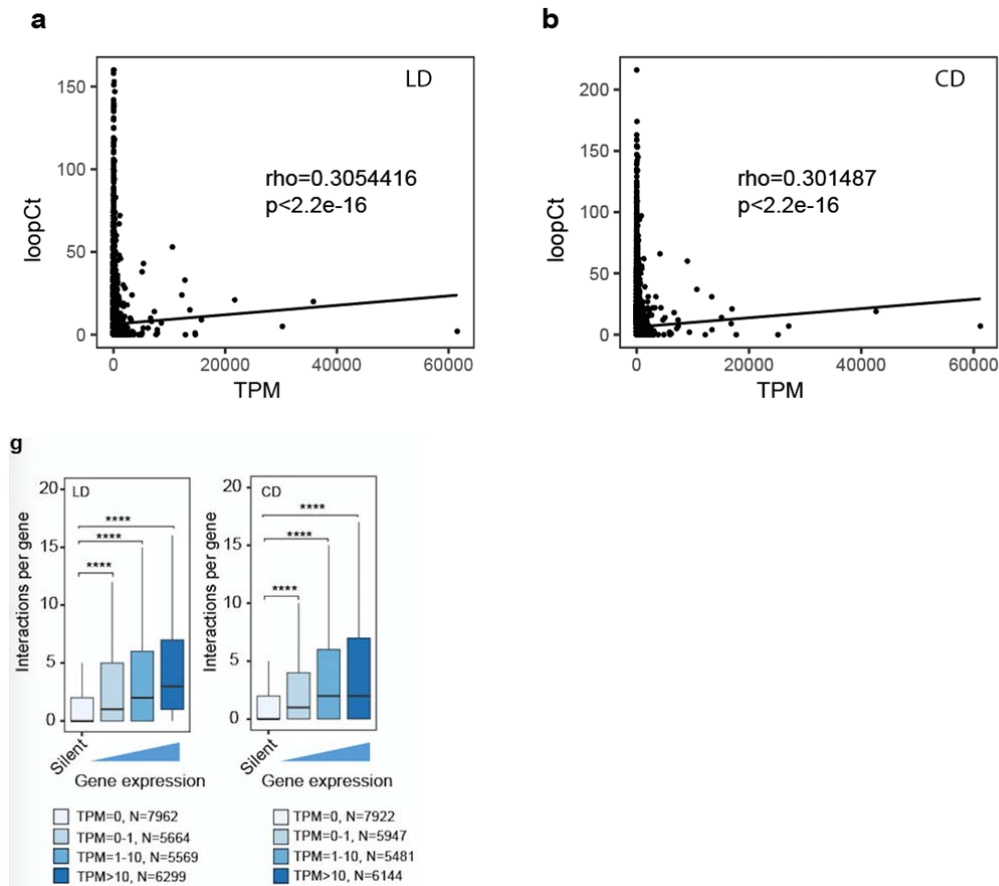 a
LD
rho=0.3054416
p<2.2e-16
loopCt
150
100
50
0
0 20000 40000 60000
TPM
b
CD
rho=0.301487
p<2.2e-16
loopCt
200
150
100
50
0
0 20000 40000 60000
TPM
g
LD
Interactions per gene
20
15
10
5
0
****
****
****
Silent
Gene expression
TPM=0, N=7962
TPM=0-1, N=5664
TPM=1-10, N=5569
TPM>10, N=6299
CD
Interactions per gene
20
15
10
5
0
****
****
****
Silent
Gene expression
TPM=0, N=7922
TPM=0-1, N=5947
TPM=1-10, N=5481
TPM>10, N=6144